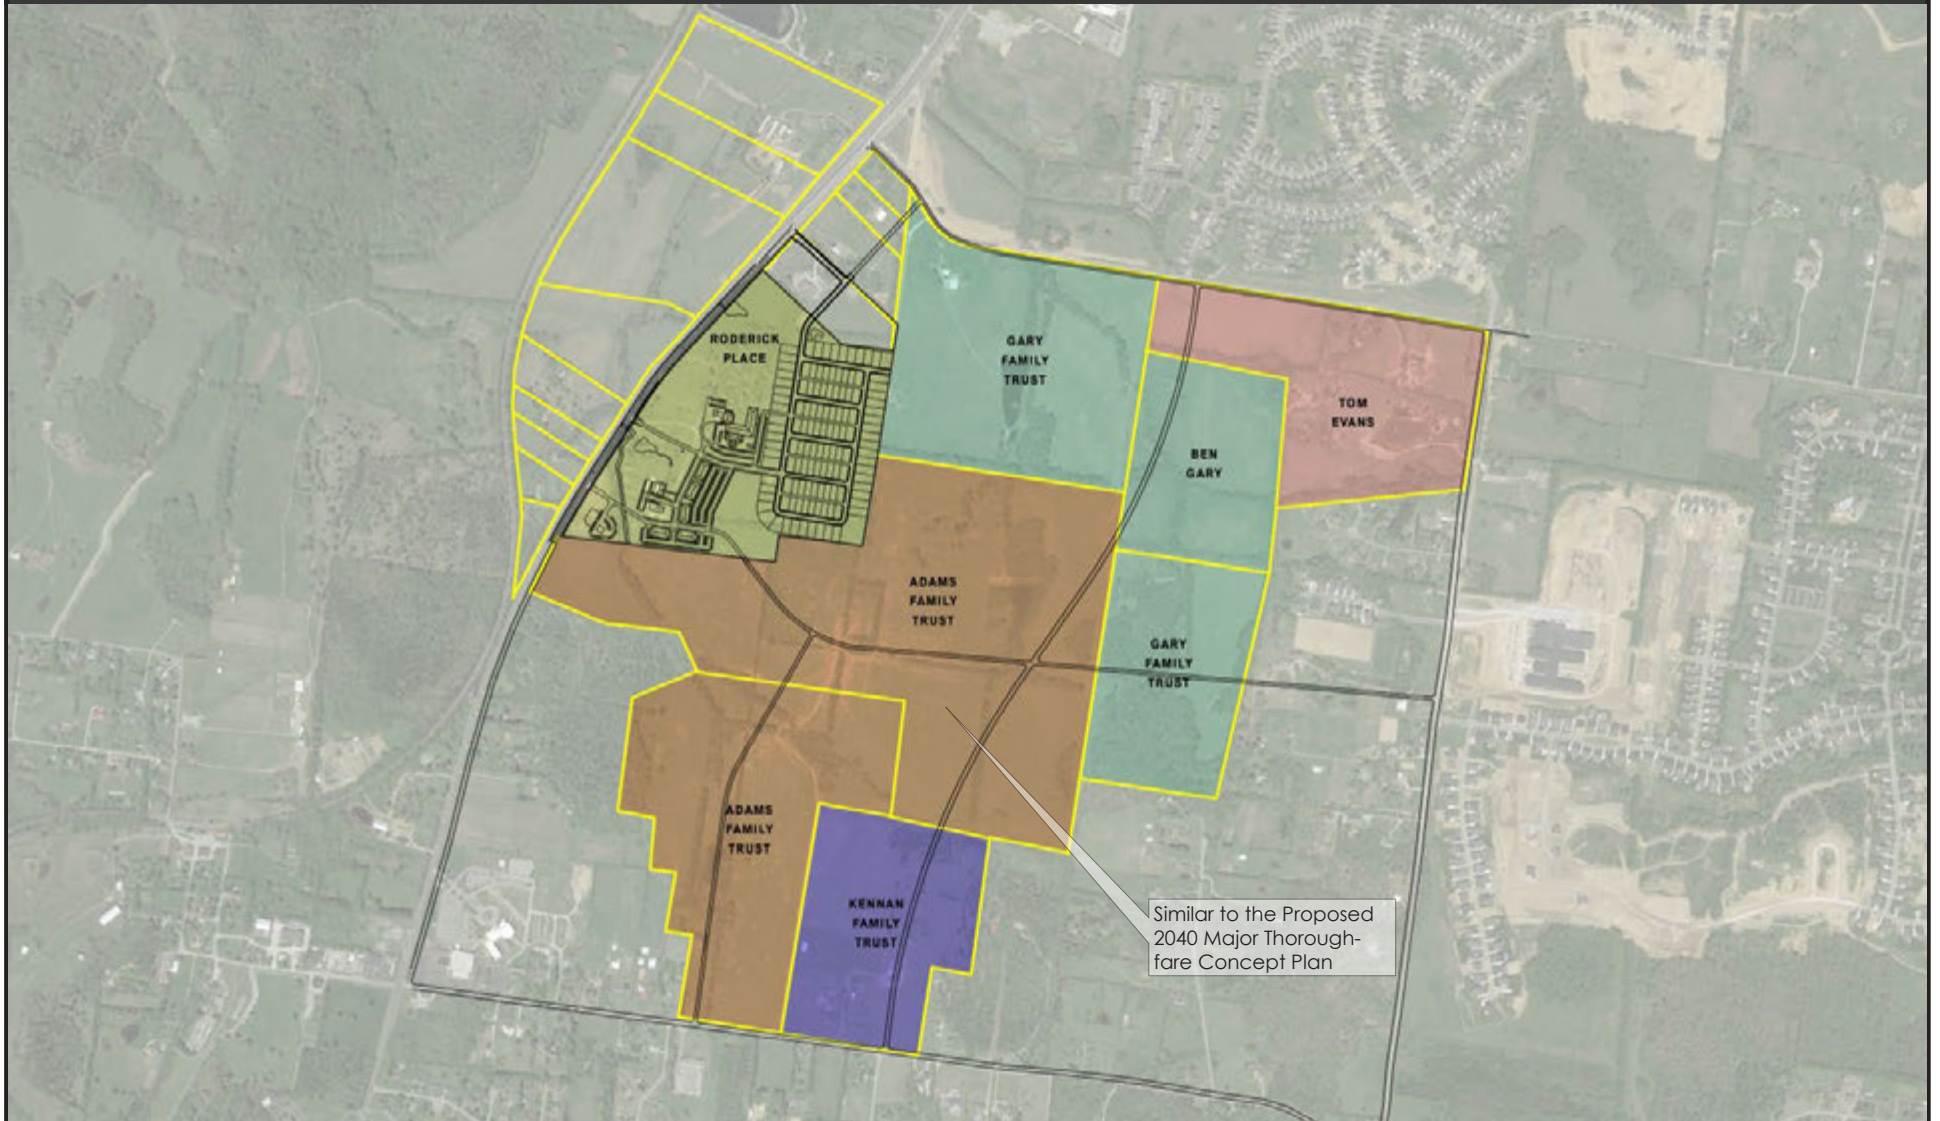 RODERICK
PLACE
GARY
FAMILY
TRUST
TOM
EVANS
BEN
GARY
ADAMS
FAMILY
TRUST
GARY
FAMILY
TRUST
ADAMS
FAMILY
TRUST
KENNAN
FAMILY
TRUST
Similar to the Proposed
2040 Major Thorough-
fare Concept Plan